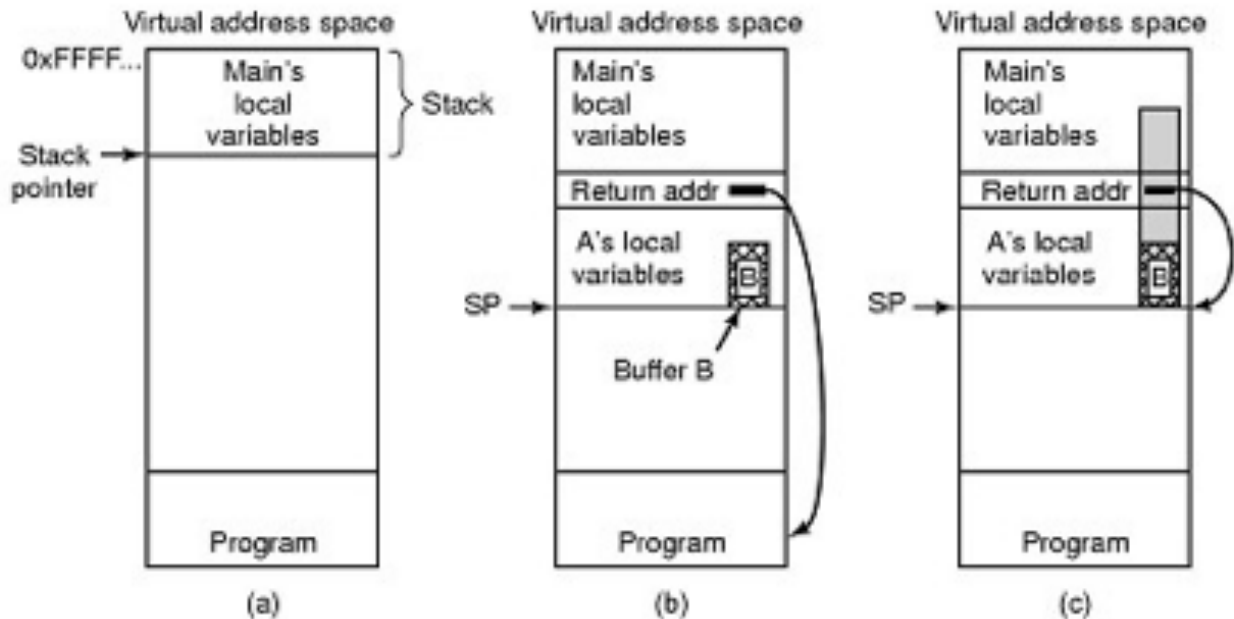 Virtual address space
0xFFFF...
Main's
local
variables
Stack
Stack
pointer
Program
(a)
Virtual address space
Main's
local
variables
Return addr
A's local
variables
B
SP
Buffer B
Program
(b)
Virtual address space
Main's
local
variables
Return addr
A's local
variables
B
SP
Program
(c)